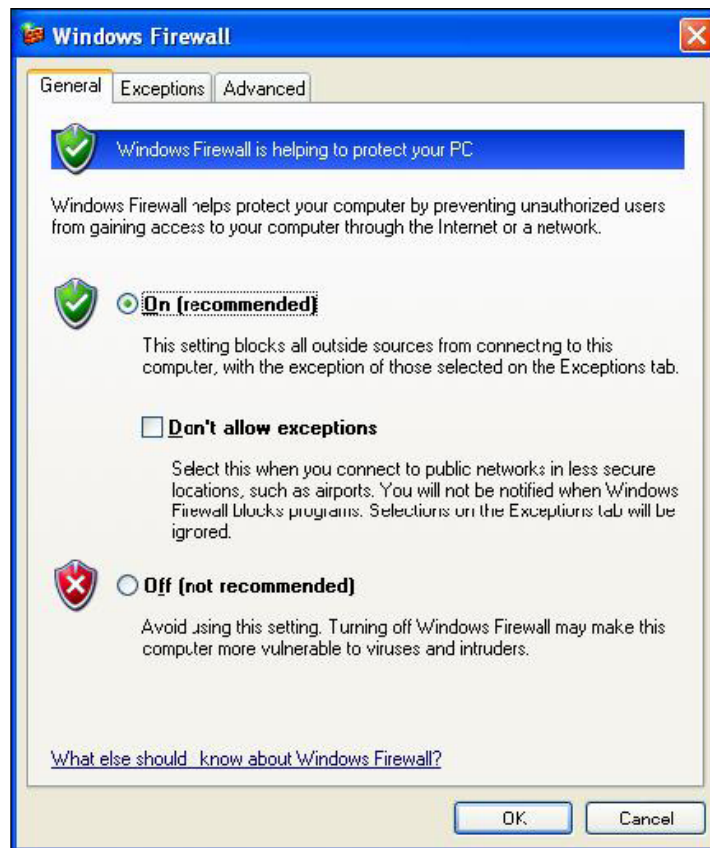 Windows Firewall
General Exceptions Advanced
Windows Firewall is helping to protect your PC
Windows Firewall helps protect your computer by preventing unauthorized users
from gaining access to your computer through the Internet or a network.
On (recommended)
This setting blocks all outside sources from connecting to this
computer, with the exception of those selected on the Exceptions tab.
Don't allow exceptions
Select this when you connect to public networks in less secure
locations, such as airports. You will not be notified when Windows
Firewall blocks programs. Selections on the Exceptions tab will be
ignored.
Off (not recommended)
Avoid using this setting. Turning off Windows Firewall may make this
computer more vulnerable to viruses and intruders.
What else should know about Windows Firewall?
OK Cancel